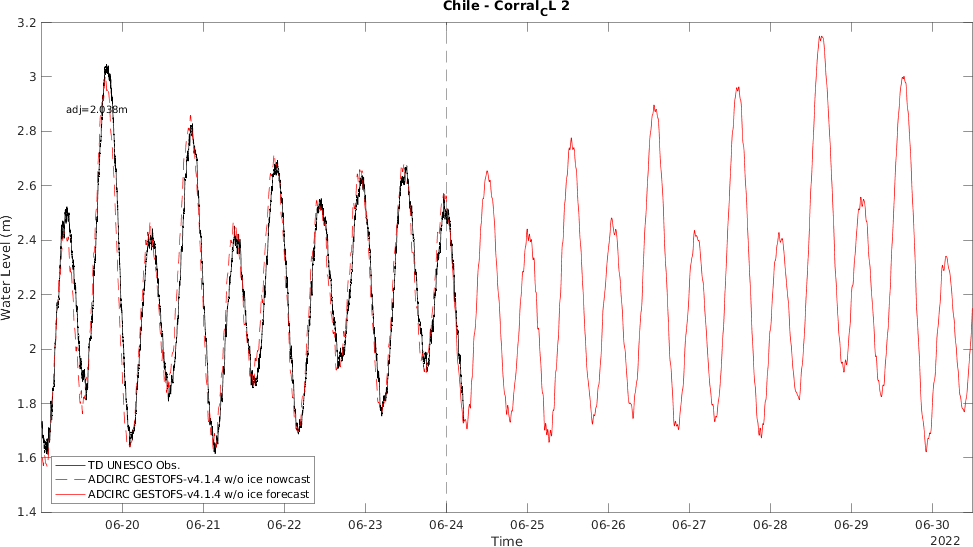 Chile - Corral_CL 2
3.2
3
2.8
2.6
2.4
2.2
2
1.8
1.6
1.4
Water Level (m)
adj=2.038m
TD UNESCO Obs.
ADCIRC GESTOFS-v4.1.4 w/o ice nowcast
ADCIRC GESTOFS-v4.1.4 w/o ice forecast
06-20 06-21 06-22 06-23 06-24 06-25 06-26 06-27 06-28 06-29 06-30
Time
2022